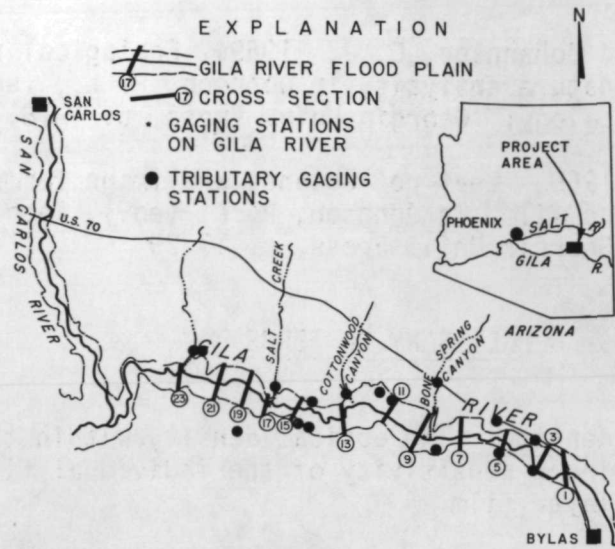 EXPLANATION
GILA RIVER FLOOD PLAIN
17
17 CROSS SECTION
GAGING STATIONS
ON GILA RIVER
TRIBUTARY GAGING
STATIONS
N
SAN
CARLOS
SAN CARLOS
RIVER
U.S. 70
PROJECT
AREA
PHOENIX
SALT
R.
GILA
R.
ARIZONA
GILA
SALT
CREEK
COTTONWOOD
CANYON
BONE
SPRING
CANYON
RIVER
23
21
19
17
15
13
11
9
7
5
3
1
BYLAS